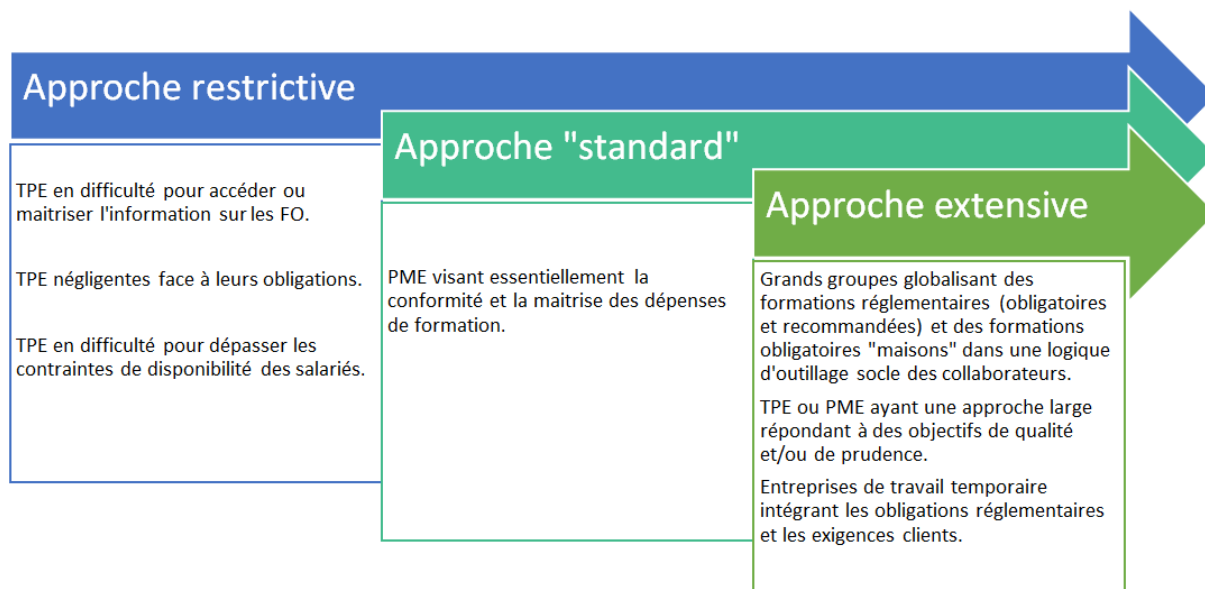 Approche restrictive
TPE en difficulté pour accéder ou
maitriser l'information sur les FO.
TPE négligentes face à leurs obligations.
TPE en difficulté pour dépasser les
contraintes de disponibilité des salariés.
Approche "standard"
PME visant essentiellement la
conformité et la maitrise des dépenses
de formation.
Approche extensive
Grands groupes globalisant des
formations réglementaires (obligatoires
et recommandées) et des formations
obligatoires "maisons" dans une logique
d'outillage socle des collaborateurs.
TPE ou PME ayant une approche large
répondant à des objectifs de qualité
et/ou de prudence.
Entreprises de travail temporaire
intégrant les obligations réglementaires
et les exigences clients.